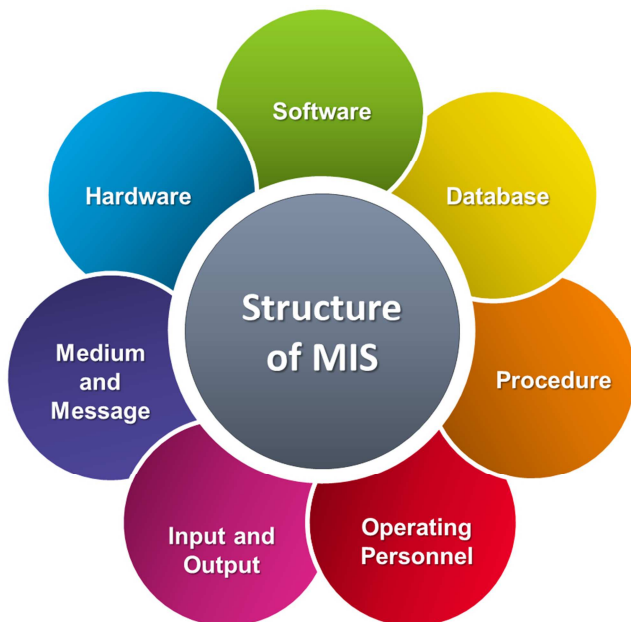 Software
Hardware
Database
Structure
of MIS
Medium
and
Message
Procedure
Input and
Output
Operating
Personnel